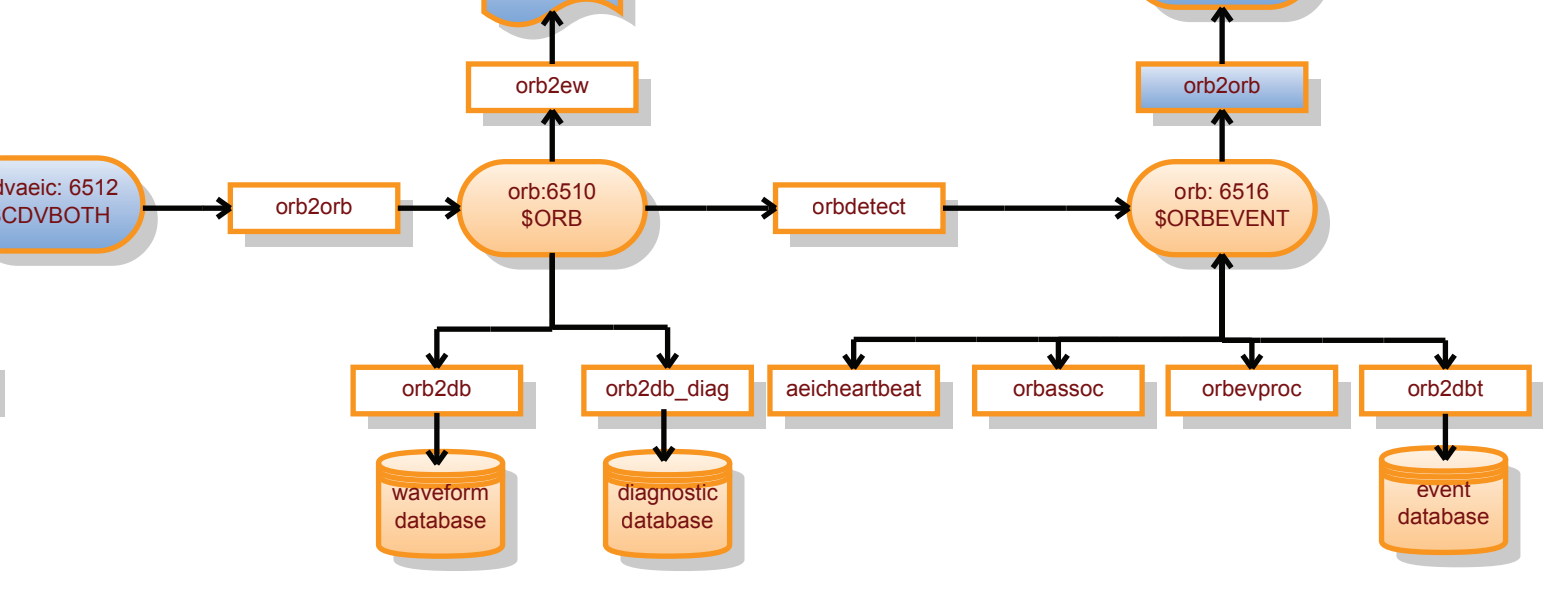 orb2ew
orb2orb
6512
orb2orb
orb:6510
$ORB
orbdetect
orb: 6516
$ORBEVENT
orb2db
orb2db_diag
aeicheartbeat
orbassoc
orbevproc
orb2dbt
waveform
database
diagnostic
database
event
database